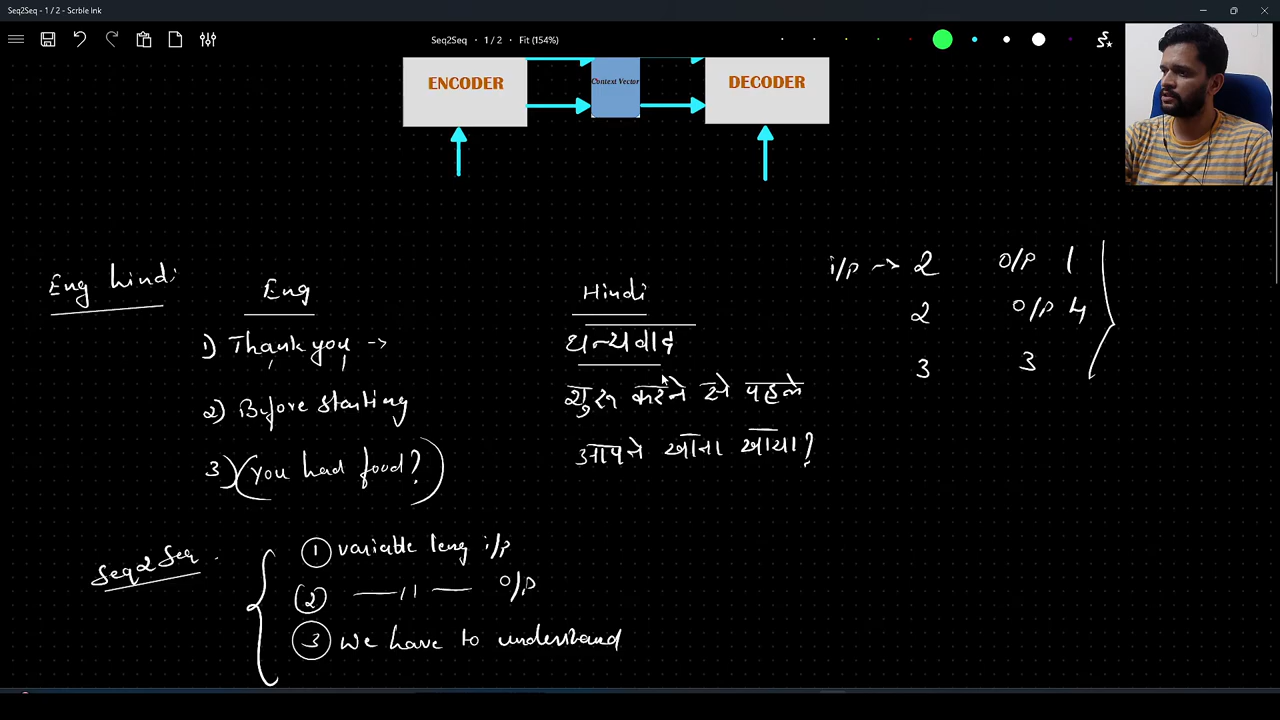 Seq2Seq - 1 / 2 - Scrble Ink
Seq2Seq • 1 / 2 • Fit (154%)
ENCODER
Context Vector
DECODER
Eng hindi
Eng
Hindi
i/p -> 2 o/p 1
2 o/p 4
3 3
1) Thank you ->
धन्यवाद
2) Before starting
शुरू करने से पहले
3) (You had food?)
आपने खाना खाया?
Seq2Seq
1 variable leng i/p
2 —— 11 —— o/p
3 We have to understand